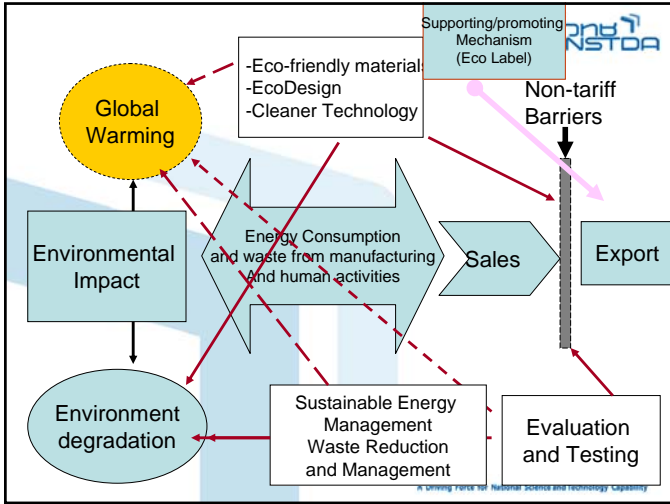 Supporting/promoting
Mechanism
(Eco Label)
NSTDA
-Eco-friendly materials
-EcoDesign
-Cleaner Technology
Non-tariff
Barriers
Global
Warming
Environmental
Impact
Energy Consumption
and waste from manufacturing
And human activities
Sales
Export
Environment
degradation
Sustainable Energy
Management
Waste Reduction
and Management
Evaluation
and Testing
A Driving Force for National Science and Technology Capability